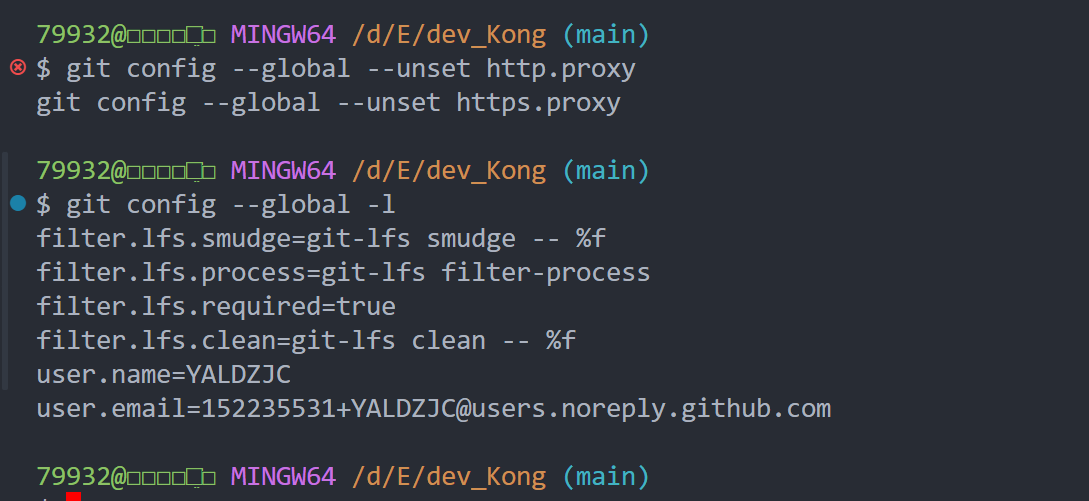 79932@□□□□□□ MINGW64 /d/E/dev_Kong (main)
$ git config --global --unset http.proxy
git config --global --unset https.proxy
79932@□□□□□□ MINGW64 /d/E/dev_Kong (main)
$ git config --global -l
filter.lfs.smudge=git-lfs smudge -- %f
filter.lfs.process=git-lfs filter-process
filter.lfs.required=true
filter.lfs.clean=git-lfs clean -- %f
user.name=YALDZJC
user.email=152235531+YALDZJC@users.noreply.github.com
79932@□□□□□□ MINGW64 /d/E/dev_Kong (main)